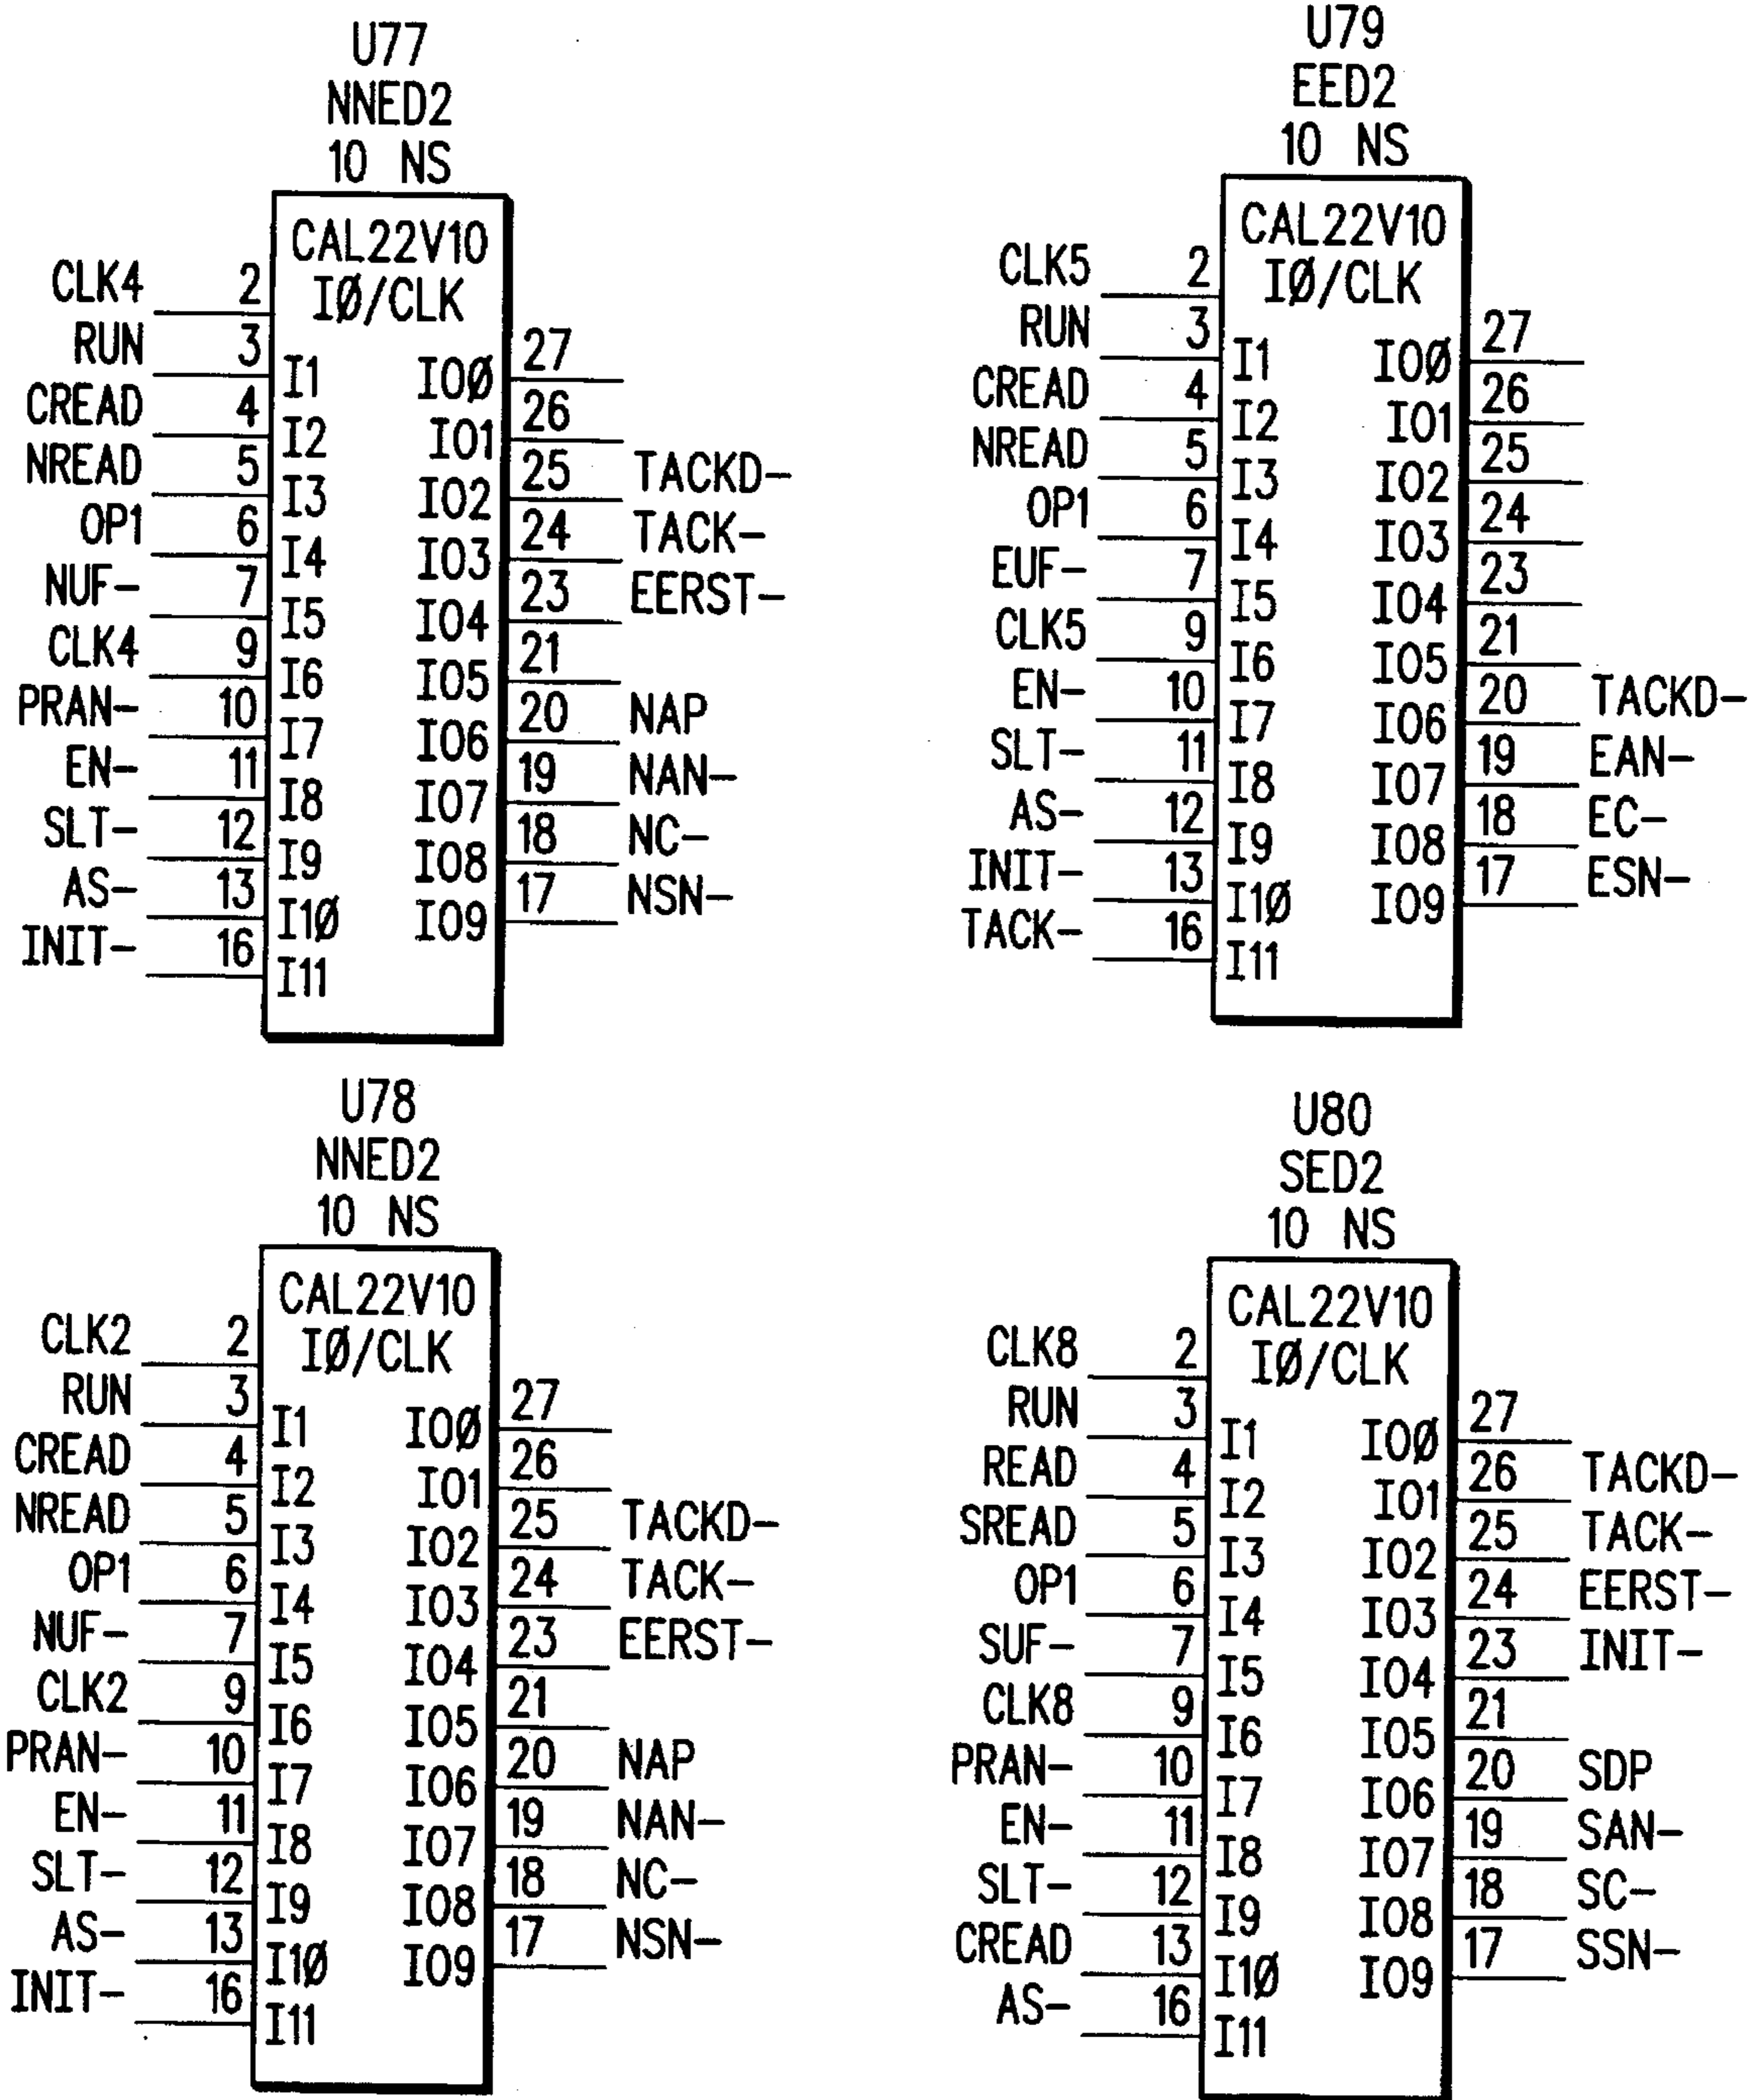 U77
NNED2
10 NS
CAL22V10
IØ/CLK
CLK4 2
RUN 3 I1
CREAD 4 I2
NREAD 5 I3
OP1 6 I4
NUF- 7 I5
CLK4 9 I6
PRAN- 10 I7
EN- 11 I8
SLT- 12 I9
AS- 13 I1Ø
INIT- 16 I11
IOØ 27
IO1 26
IO2 25 TACKD-
IO3 24 TACK-
IO4 23 EERST-
IO5 21
IO6 20 NAP
IO7 19 NAN-
IO8 18 NC-
IO9 17 NSN-
U79
EED2
10 NS
CAL22V10
IØ/CLK
CLK5 2
RUN 3 I1
CREAD 4 I2
NREAD 5 I3
OP1 6 I4
EUF- 7 I5
CLK5 9 I6
EN- 10 I7
SLT- 11 I8
AS- 12 I9
INIT- 13 I1Ø
TACK- 16 I11
IOØ 27
IO1 26
IO2 25
IO3 24
IO4 23
IO5 21
IO6 20 TACKD-
IO7 19 EAN-
IO8 18 EC-
IO9 17 ESN-
U78
NNED2
10 NS
CAL22V10
IØ/CLK
CLK2 2
RUN 3 I1
CREAD 4 I2
NREAD 5 I3
OP1 6 I4
NUF- 7 I5
CLK2 9 I6
PRAN- 10 I7
EN- 11 I8
SLT- 12 I9
AS- 13 I1Ø
INIT- 16 I11
IOØ 27
IO1 26
IO2 25 TACKD-
IO3 24 TACK-
IO4 23 EERST-
IO5 21
IO6 20 NAP
IO7 19 NAN-
IO8 18 NC-
IO9 17 NSN-
U80
SED2
10 NS
CAL22V10
IØ/CLK
CLK8 2
RUN 3 I1
READ 4 I2
SREAD 5 I3
OP1 6 I4
SUF- 7 I5
CLK8 9 I6
PRAN- 10 I7
EN- 11 I8
SLT- 12 I9
CREAD 13 I1Ø
AS- 16 I11
IOØ 27
IO1 26 TACKD-
IO2 25 TACK-
IO3 24 EERST-
IO4 23 INIT-
IO5 21
IO6 20 SDP
IO7 19 SAN-
IO8 18 SC-
IO9 17 SSN-